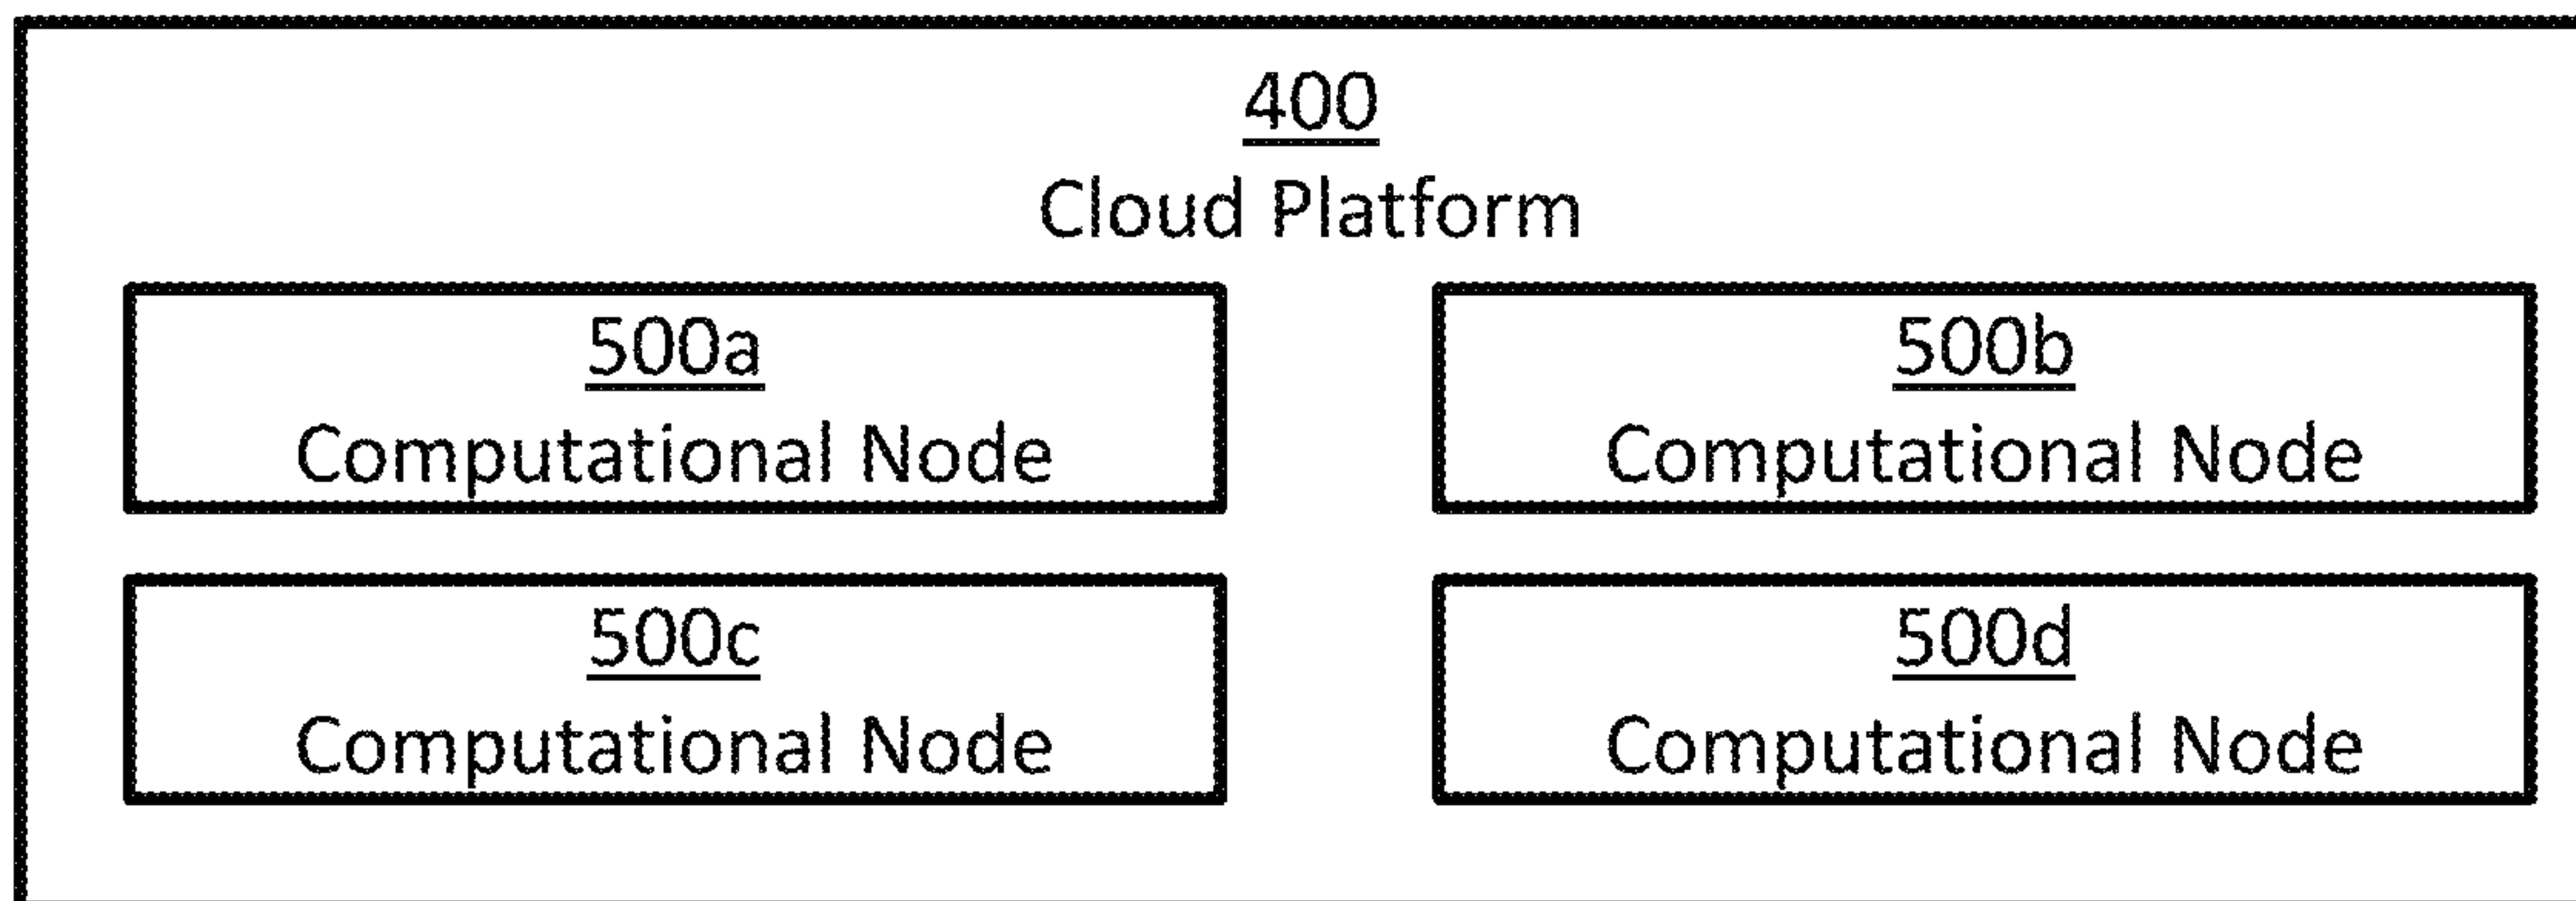 400
Cloud Platform
500a
Computational Node
500b
Computational Node
500c
Computational Node
500d
Computational Node